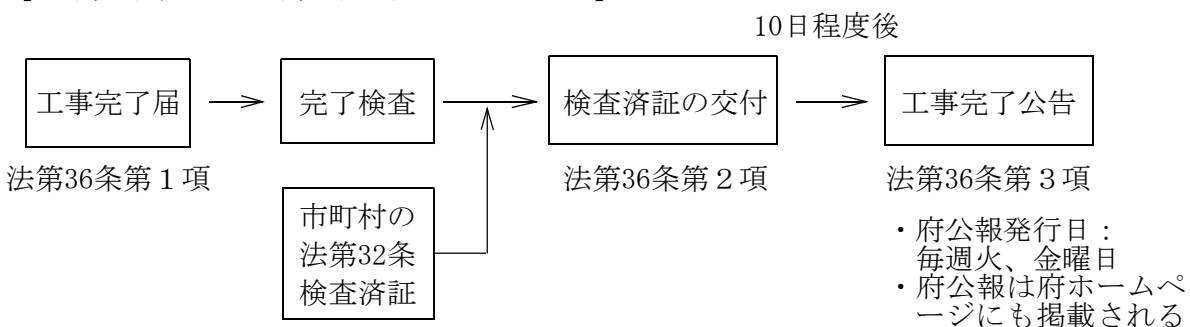 10日程度後
工事完了届
完了検査
検査済証の交付
工事完了公告
法第36条第１項
法第36条第２項
法第36条第３項
市町村の
法第32条
検査済証
・府公報発行日：
毎週火、金曜日
・府公報は府ホームペ
ージにも掲載される